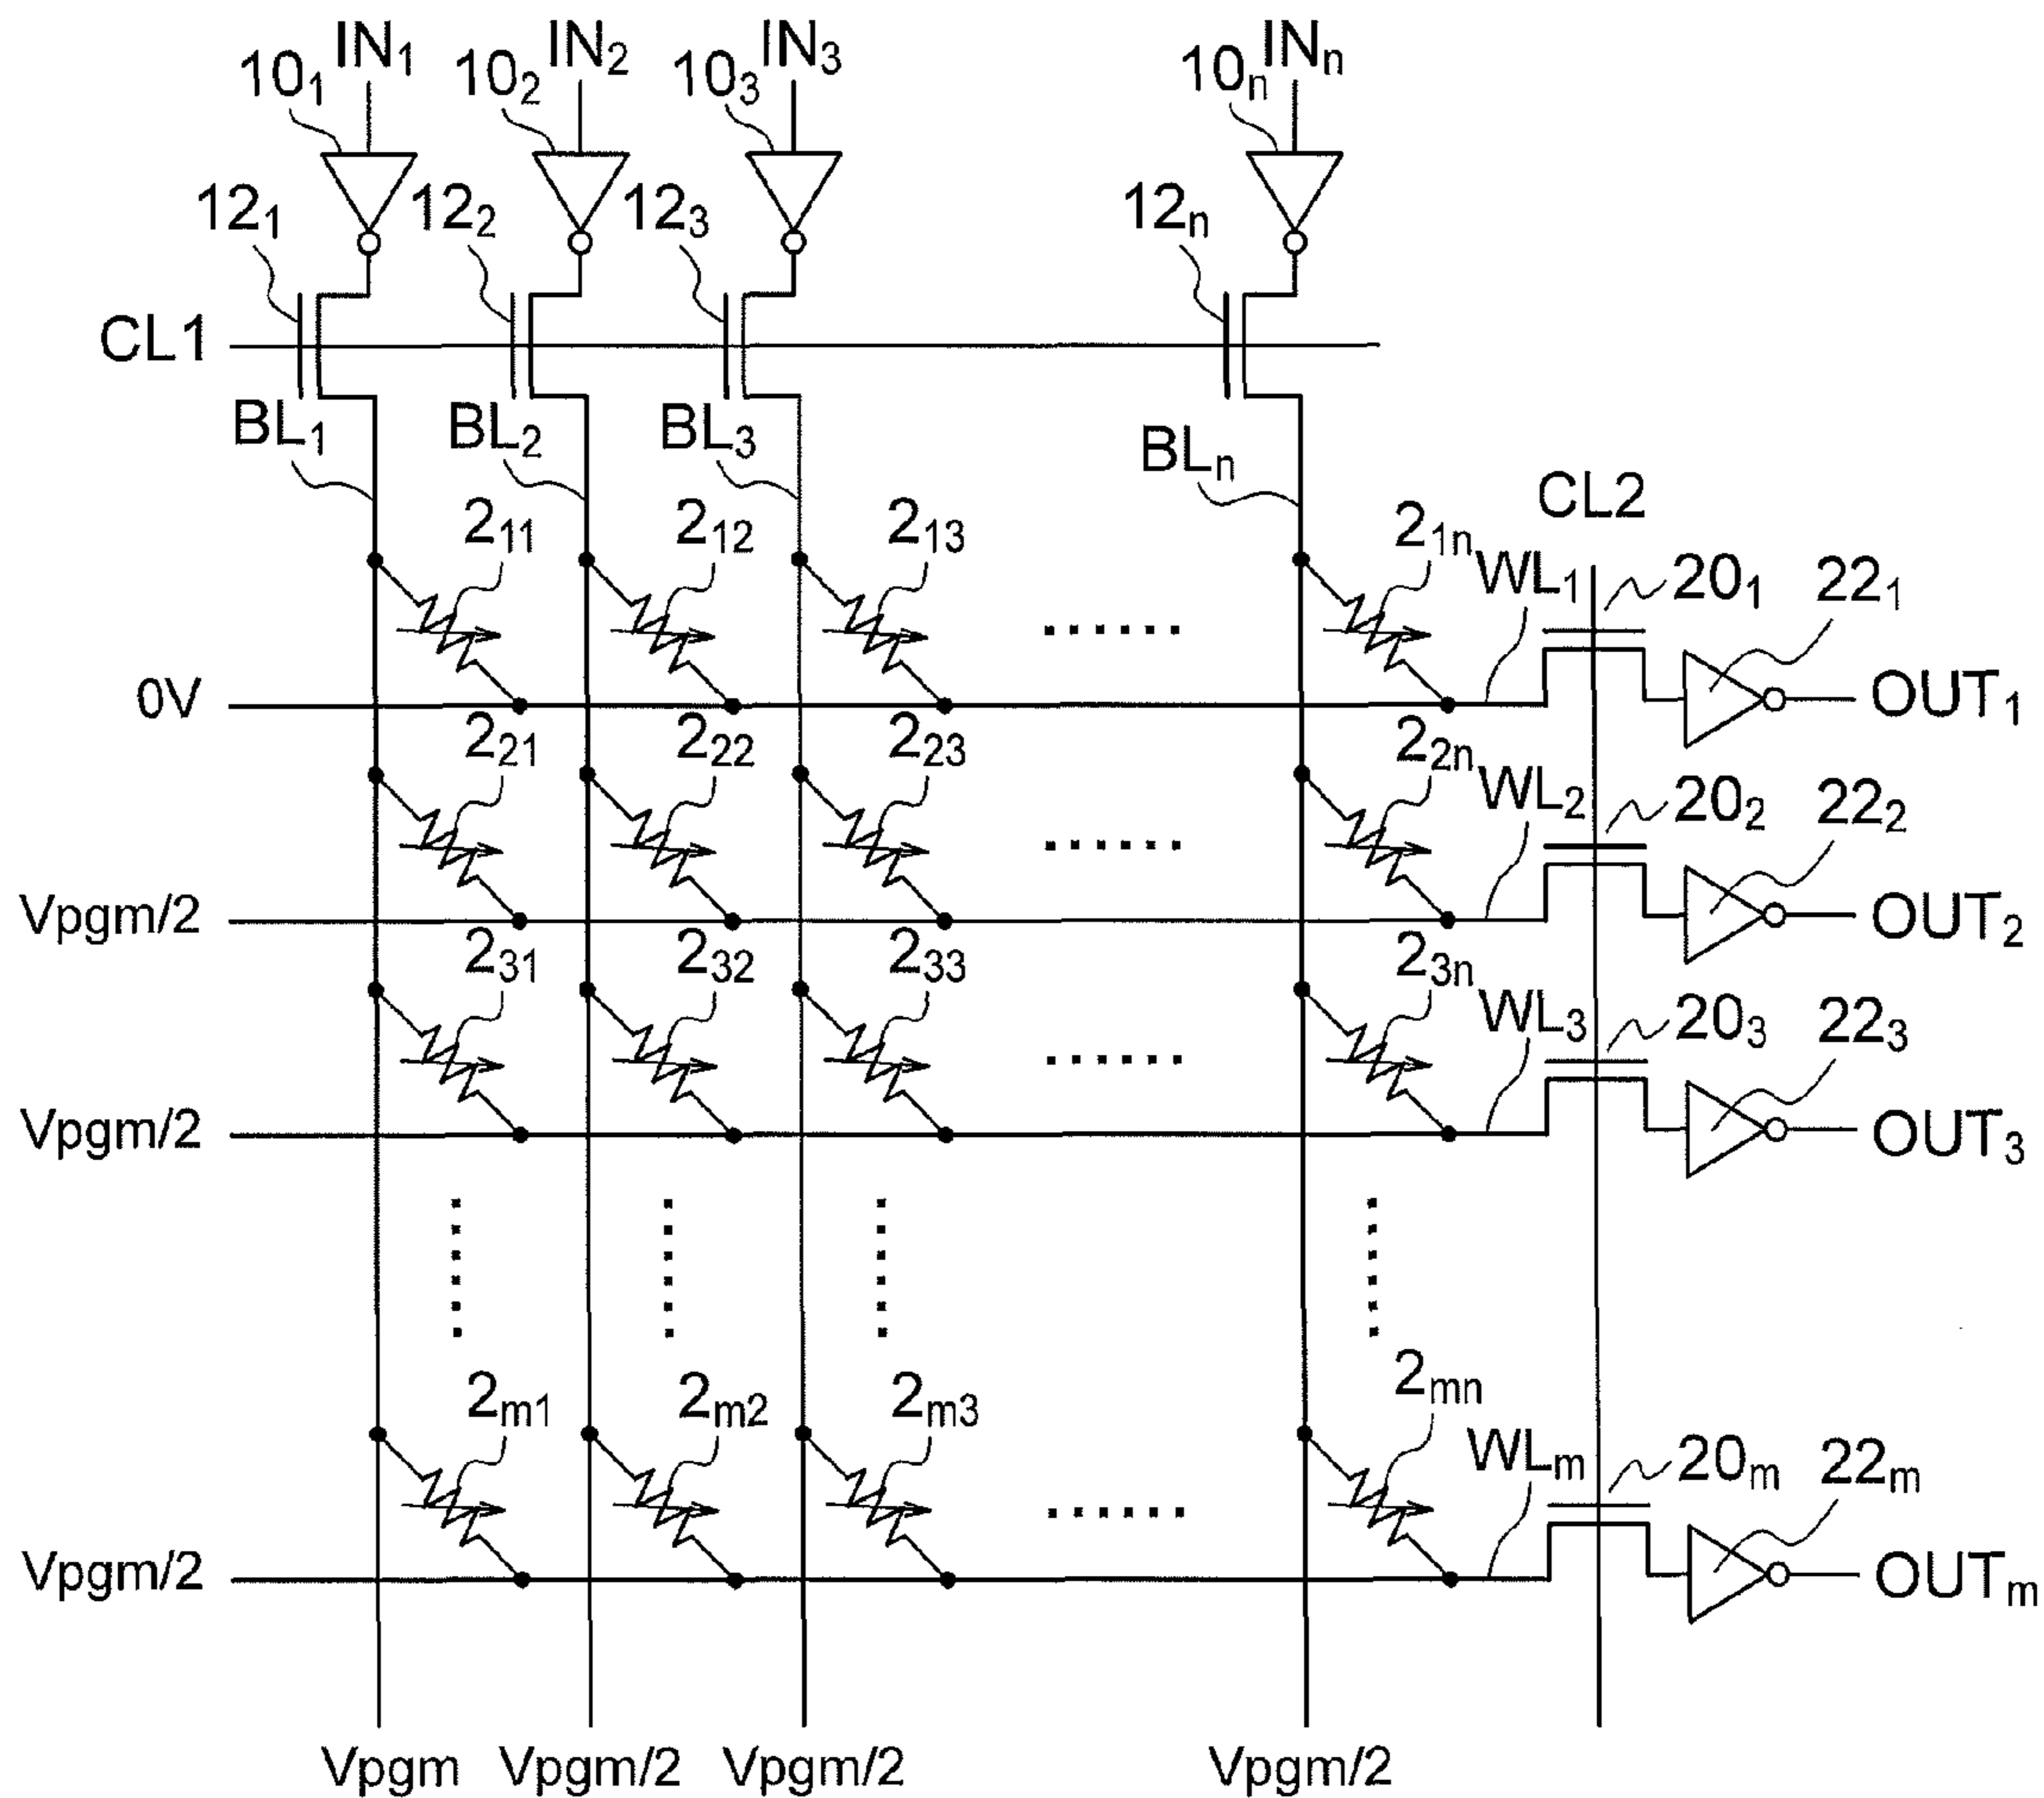 IN1 IN2 IN3 INn
101 102 103 10n
121 122 123 12n
CL1
BL1 BL2 BL3 BLn
CL2
211 212 213 21n WL1 201 221
0V OUT1
221 222 223 22n WL2 202 222
Vpgm/2 OUT2
231 232 233 23n WL3 203 223
Vpgm/2 OUT3
2m1 2m2 2m3 2mn WLm 20m 22m
Vpgm/2 OUTm
Vpgm Vpgm/2 Vpgm/2 Vpgm/2